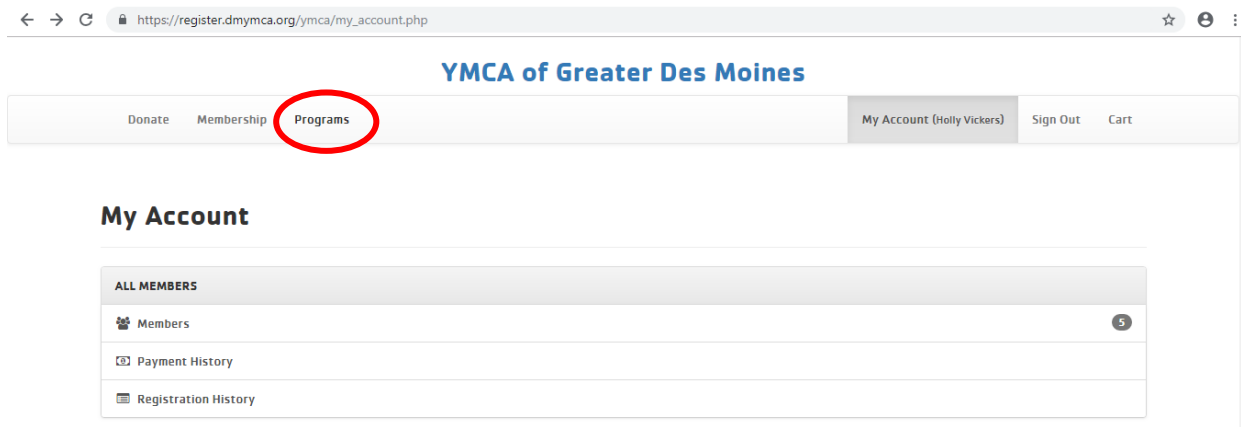 https://register.dmymca.org/ymca/my_account.php
YMCA of Greater Des Moines
Donate Membership Programs My Account (Holly Vickers) Sign Out Cart
My Account
ALL MEMBERS
Members 5
Payment History
Registration History